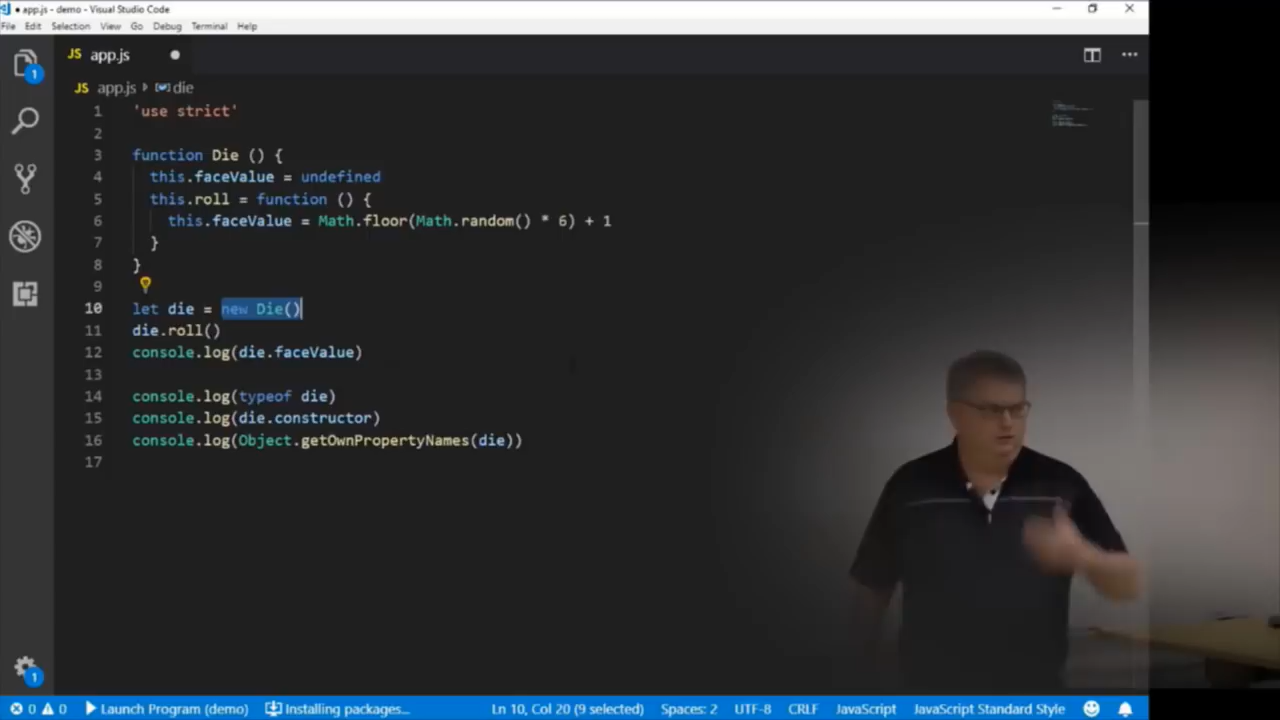 ● app.js - demo - Visual Studio Code
File Edit Selection View Go Debug Terminal Help
JS app.js ●
JS app.js die
1 'use strict'
2
3 function Die () {
4 this.faceValue = undefined
5 this.roll = function () {
6 this.faceValue = Math.floor(Math.random() * 6) + 1
7 }
8 }
9
10 let die = new Die()
11 die.roll()
12 console.log(die.faceValue)
13
14 console.log(typeof die)
15 console.log(die.constructor)
16 console.log(Object.getOwnPropertyNames(die))
17
1
1
0 0 Launch Program (demo) Installing packages... Ln 10, Col 20 (9 selected) Spaces: 2 UTF-8 CRLF JavaScript JavaScript Standard Style